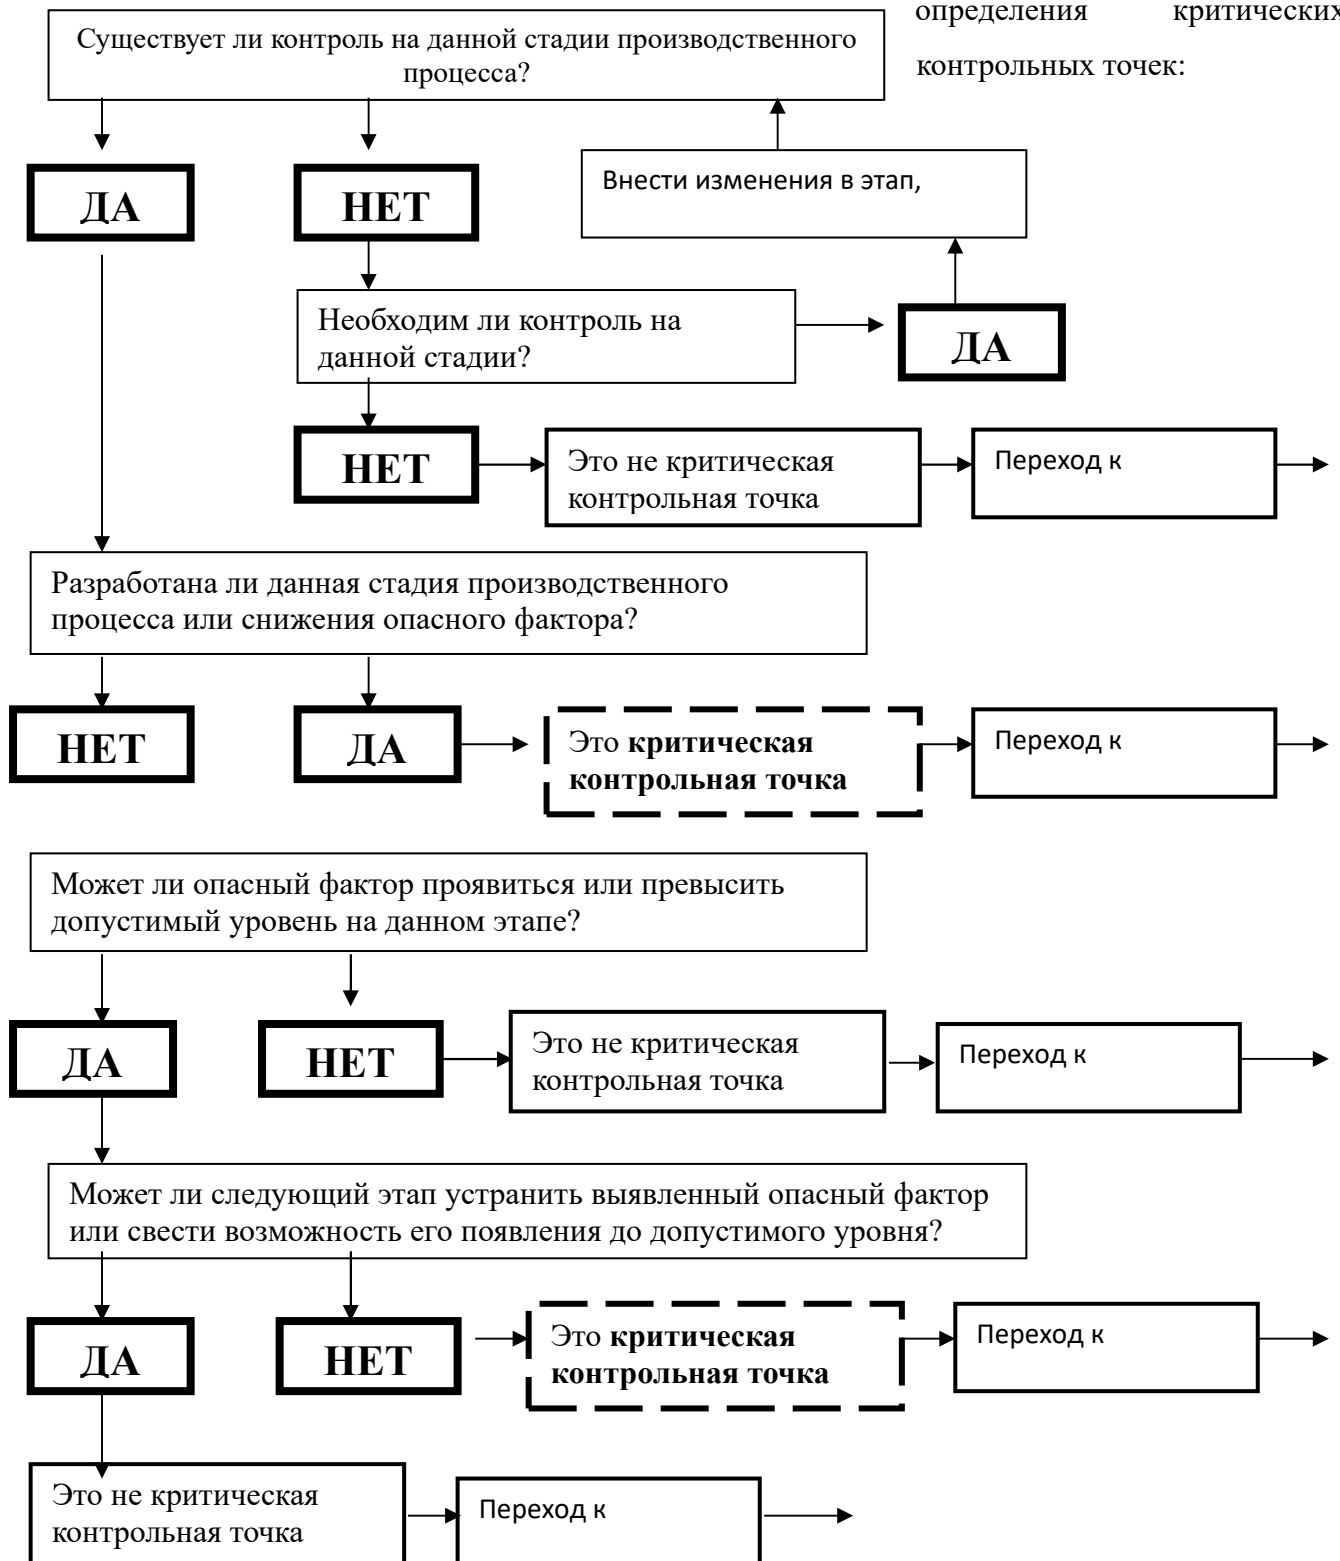 определения критических
контрольных точек:
Существует ли контроль на данной стадии производственного
процесса?
ДА
НЕТ
Внести изменения в этап,
Необходим ли контроль на
данной стадии?
ДА
НЕТ
Это не критическая
контрольная точка
Переход к
Разработана ли данная стадия производственного
процесса или снижения опасного фактора?
НЕТ
ДА
Это критическая
контрольная точка
Переход к
Может ли опасный фактор проявиться или превысить
допустимый уровень на данном этапе?
ДА
НЕТ
Это не критическая
контрольная точка
Переход к
Может ли следующий этап устранить выявленный опасный фактор
или свести возможность его появления до допустимого уровня?
ДА
НЕТ
Это критическая
контрольная точка
Переход к
Это не критическая
контрольная точка
Переход к